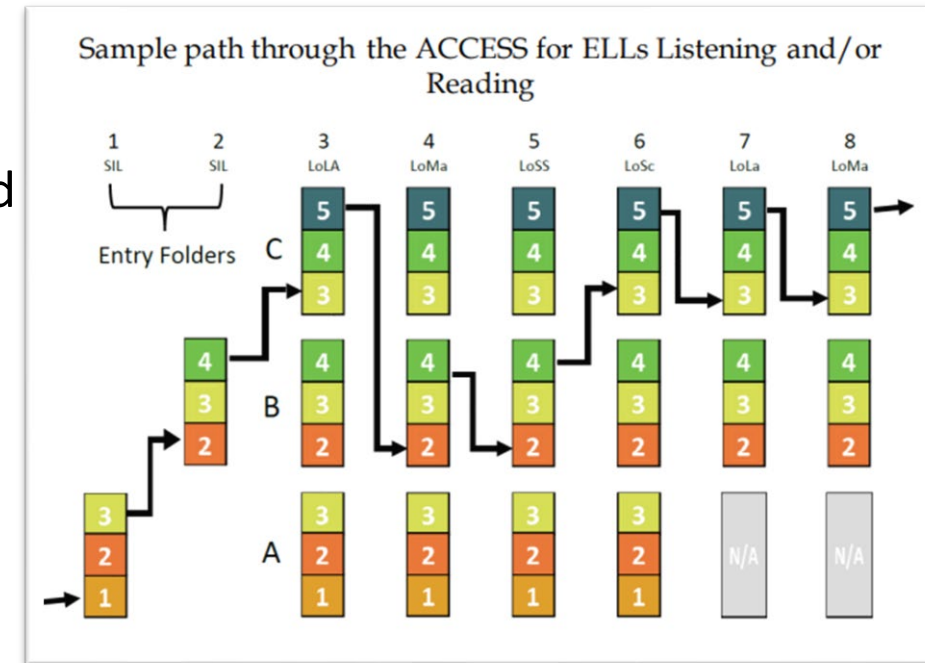 Sample path through the ACCESS for ELLs Listening and/or
Reading
d
1 2 3 4 5 6 7 8
SIL SIL LoLA LoMa LoSS LoSc LoLa LoMa
Entry Folders
C
5 5 5 5 5 5
4 4 4 4 4 4
3 3 3 3 3 3
B
4 4 4 4 4 4 4
3 3 3 3 3 3 3
2 2 2 2 2 2 2
A
3 3 3 3 3 N/A N/A
2 2 2 2 2
1 1 1 1 1